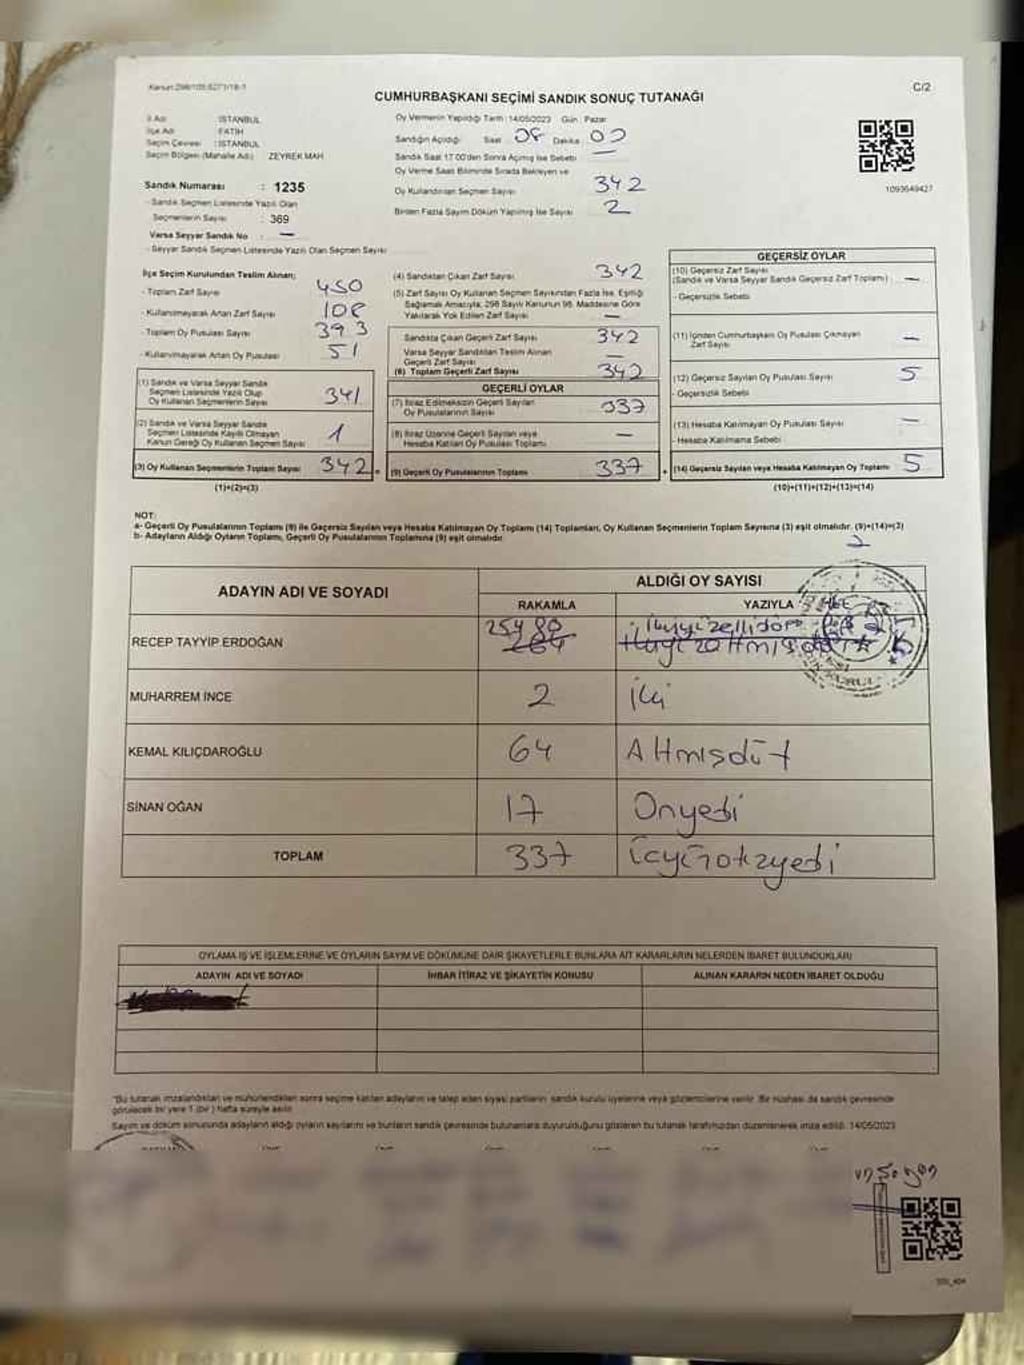 Kanun:298/105;6271/18-1
C/2
CUMHURBAŞKANI SEÇİMİ SANDIK SONUÇ TUTANAĞI
İl Adı : İSTANBUL
İlçe Adı : FATİH
Seçim Çevresi : İSTANBUL
Seçim Bölgesi (Mahalle Adı) ZEYREK MAH
Sandık Numarası : 1235
- Sandık Seçmen Listesinde Yazılı Olan
Seçmenlerin Sayısı : 369
Varsa Seyyar Sandık No : —
- Seyyar Sandık Listesinde Yazılı Olan Seçmen Sayısı
Oy Vermenin Yapıldığı Tarih : 14/05/2023 Gün : Pazar
Sandığın Açıldığı Saat 08 Dakika 00
Sandık Saat 17.00'den Sonra Açılmış İse Sebebi —
Oy Verme Saati Bitiminde Sırada Bekleyen ve
Oy Kullandırılan Seçmen Sayısı 342
Birden Fazla Sayım Döküm Yapılmış İse Sayısı 2
1093649427
İlçe Seçim Kurulundan Teslim Alınan;
- Toplam Zarf Sayısı 450
- Kullanılmayarak Artan Zarf Sayısı 108
- Toplam Oy Pusulası Sayısı 393
- Kullanılmayarak Artan Oy Pusulası 51
(1) Sandık ve Varsa Seyyar Sandık
Seçmen Listesinde Yazılı Olup
Oy Kullanan Seçmenlerin Sayısı 341
(2) Sandık ve Varsa Seyyar Sandık
Seçmen Listesinde Kayıtlı Olmayan
Kanun Gereği Oy Kullanan Seçmen Sayısı 1
(3) Oy Kullanan Seçmenlerin Toplam Sayısı 342
(1)+(2)=(3)
(4) Sandıktan Çıkan Zarf Sayısı 342
(5) Zarf Sayısı Oy Kullanan Seçmen Sayısından Fazla İse, Eşitliği
Sağlamak Amacıyla, 298 Sayılı Kanunun 98. Maddesine Göre
Yakılarak Yok Edilen Zarf Sayısı —
Sandıkta Çıkan Geçerli Zarf Sayısı 342
Varsa Seyyar Sandıktan Teslim Alınan
Geçerli Zarf Sayısı —
(6) Toplam Geçerli Zarf Sayısı 342
GEÇERLİ OYLAR
(7) İtiraz Edilmeksizin Geçerli Sayılan
Oy Pusulalarının Sayısı 337
(8) İtiraz Üzerine Geçerli Sayılan veya
Hesaba Katılan Oy Pusulası Toplamı —
(9) Geçerli Oy Pusulalarının Toplamı 337
GEÇERSİZ OYLAR
(10) Geçersiz Zarf Sayısı
(Sandık ve Varsa Seyyar Sandık Geçersiz Zarf Toplamı) —
- Geçersizlik Sebebi
(11) İçinden Cumhurbaşkanı Oy Pusulası Çıkmayan
Zarf Sayısı —
(12) Geçersiz Sayılan Oy Pusulası Sayısı 5
- Geçersizlik Sebebi
(13) Hesaba Katılmayan Oy Pusulası Sayısı —
- Hesaba Katılmama Sebebi
(14) Geçersiz Sayılan veya Hesaba Katılmayan Oy Toplamı 5
(10)+(11)+(12)+(13)=(14)
NOT:
a- Geçerli Oy Pusulalarının Toplamı (9) ile Geçersiz Sayılan veya Hesaba Katılmayan Oy Toplamı (14) Toplamları, Oy Kullanan Seçmenlerin Toplam Sayısına (3) eşit olmalıdır. (9)+(14)=(3)
b- Adayların Aldığı Oyların Toplamı, Geçerli Oy Pusulalarının Toplamına (9) eşit olmalıdır.
2
ADAYIN ADI VE SOYADI
ALDIĞI OY SAYISI
RAKAMLA YAZIYLA
RECEP TAYYİP ERDOĞAN 254 264
MUHARREM İNCE 2 İki
KEMAL KILIÇDAROĞLU 64 Altmışdört
SİNAN OĞAN 17 Onyedi
TOPLAM 337 üçyüzotuzyedi
OYLAMA İŞ VE İŞLEMLERİNE VE OYLARIN SAYIM VE DÖKÜMÜNE DAİR ŞİKAYETLERLE BUNLARA AİT KARARLARIN NELERDEN İBARET BULUNDUKLARI
ADAYIN ADI VE SOYADI İHBAR İTİRAZ VE ŞİKAYETİN KONUSU ALINAN KARARIN NEDEN İBARET OLDUĞU
"Bu tutanak imzalandıktan ve mühürlendikten sonra seçime katılan adayların ve talep eden siyasi partilerin sandık kurulu üyelerine veya gözlemcilerine verilir. Bir nüshası da sandık çevresinde
görülecek bir yere 1 (bir) hafta süreyle asılır.
Sayım ve döküm sonucunda adayların aldığı oyların sayılarını ve bunların sandık çevresinde bulunanlara duyurulduğunu gösteren bu tutanak tarafımızdan düzenlenerek imza edildi. 14/05/2023